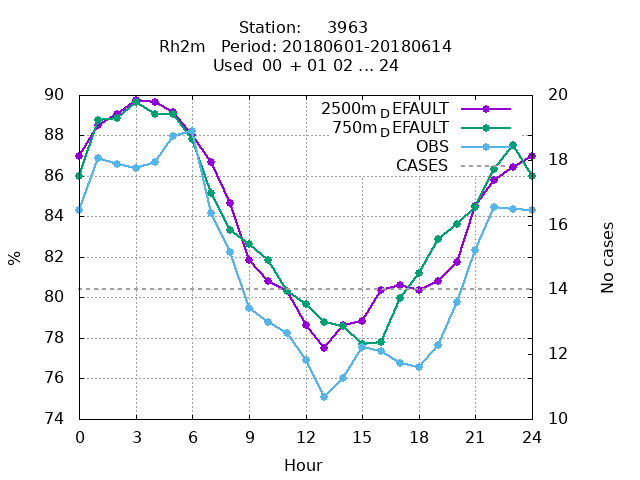 Station: 3963
Rh2m Period: 20180601-20180614
Used 00 + 01 02 ... 24
90
88
86
84
82
80
78
76
74
20
18
16
14
12
10
2500m_DEFAULT
750m_DEFAULT
OBS
CASES
%
No cases
0 3 6 9 12 15 18 21 24
Hour